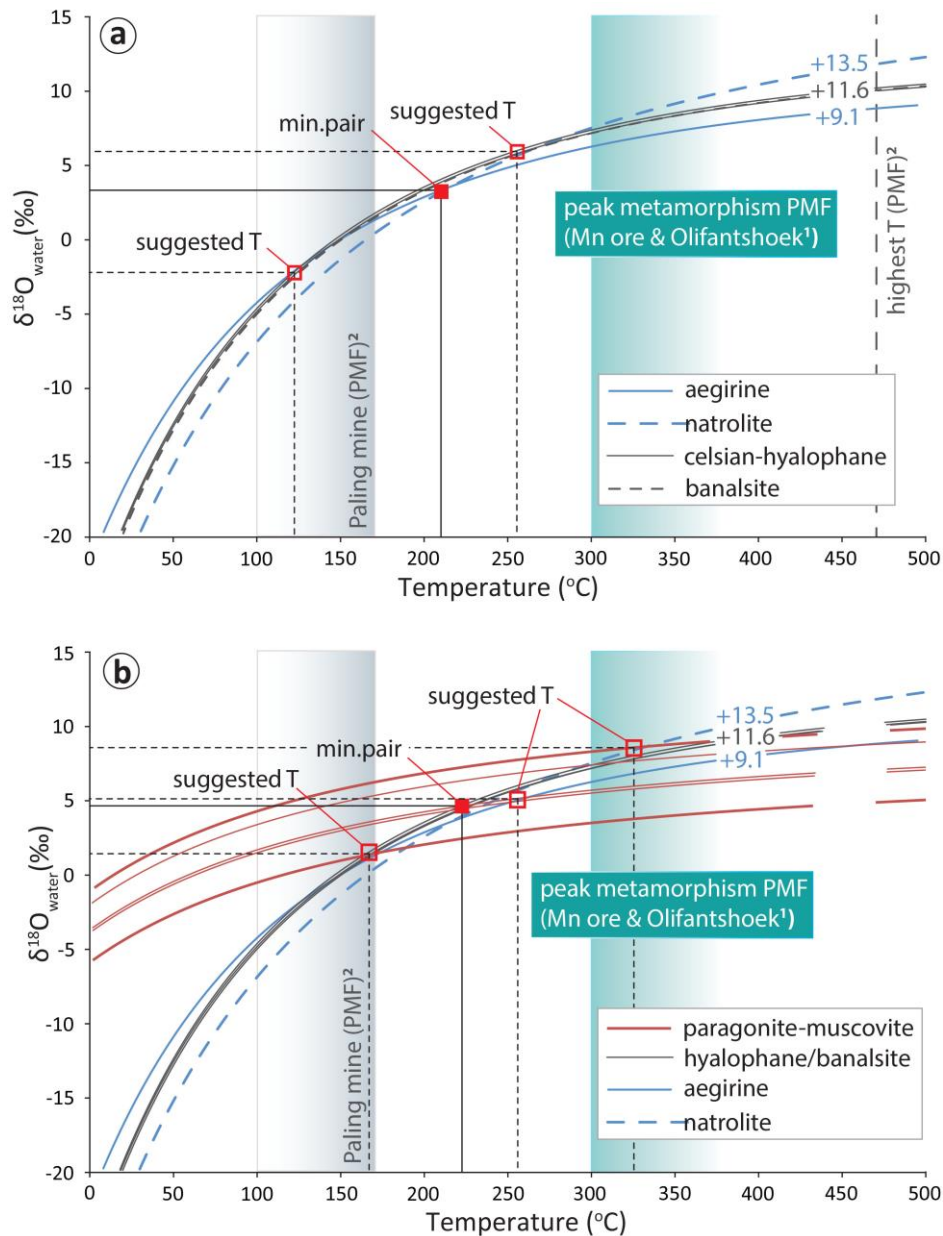 a
15
10
5
0
-5
-10
-15
-20
δ¹⁸O water (‰)
0 50 100 150 200 250 300 350 400 450 500
Temperature (°C)
suggested T
min.pair
suggested T
+13.5
+11.6
+9.1
peak metamorphism PMF
(Mn ore & Olifantshoek¹)
Paling mine (PMF)²
highest T (PMF)²
aegirine
natrolite
celsian-hyalophane
banalsite
b
15
10
5
0
-5
-10
-15
-20
δ¹⁸O water (‰)
0 50 100 150 200 250 300 350 400 450 500
Temperature (°C)
suggested T
min.pair
suggested T
+13.5
+11.6
+9.1
peak metamorphism PMF
(Mn ore & Olifantshoek¹)
Paling mine (PMF)²
paragonite-muscovite
hyalophane/banalsite
aegirine
natrolite